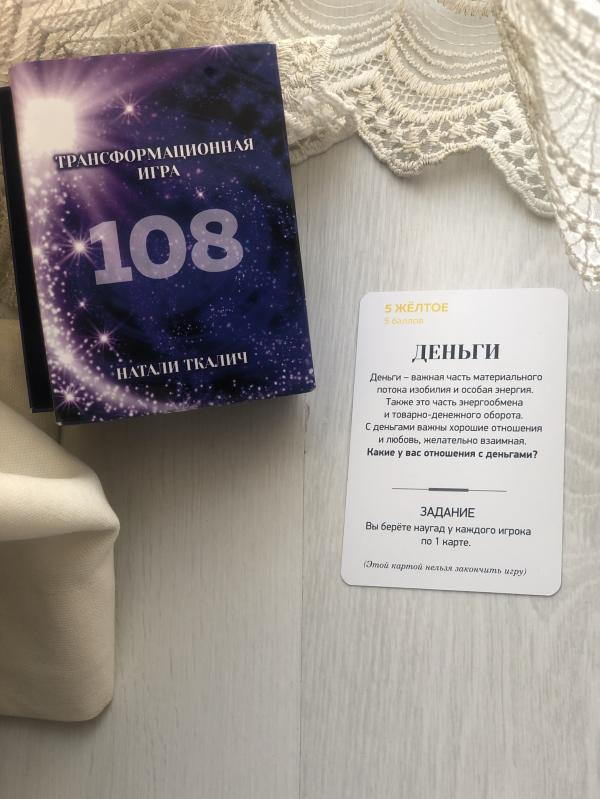 ТРАНСФОРМАЦИОННАЯ
ИГРА
108
НАТАЛИ ТКАЛИЧ
5 ЖЁЛТОЕ
5 баллов
ДЕНЬГИ
Деньги – важная часть материального
потока изобилия и особая энергия.
Также это часть энергообмена
и товарно-денежного оборота.
С деньгами важны хорошие отношения
и любовь, желательно взаимная.
Какие у вас отношения с деньгами?
ЗАДАНИЕ
Вы берёте наугад у каждого игрока
по 1 карте.
(Этой картой нельзя закончить игру)